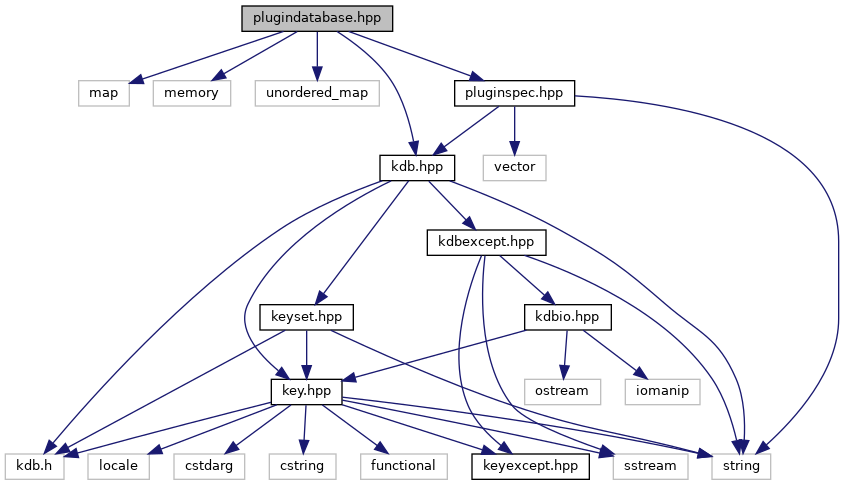 plugindatabase.hpp
map
memory
unordered_map
pluginspec.hpp
kdb.hpp
vector
kdbexcept.hpp
keyset.hpp
kdbio.hpp
key.hpp
ostream
iomanip
kdb.h
locale
cstdarg
cstring
functional
keyexcept.hpp
sstream
string